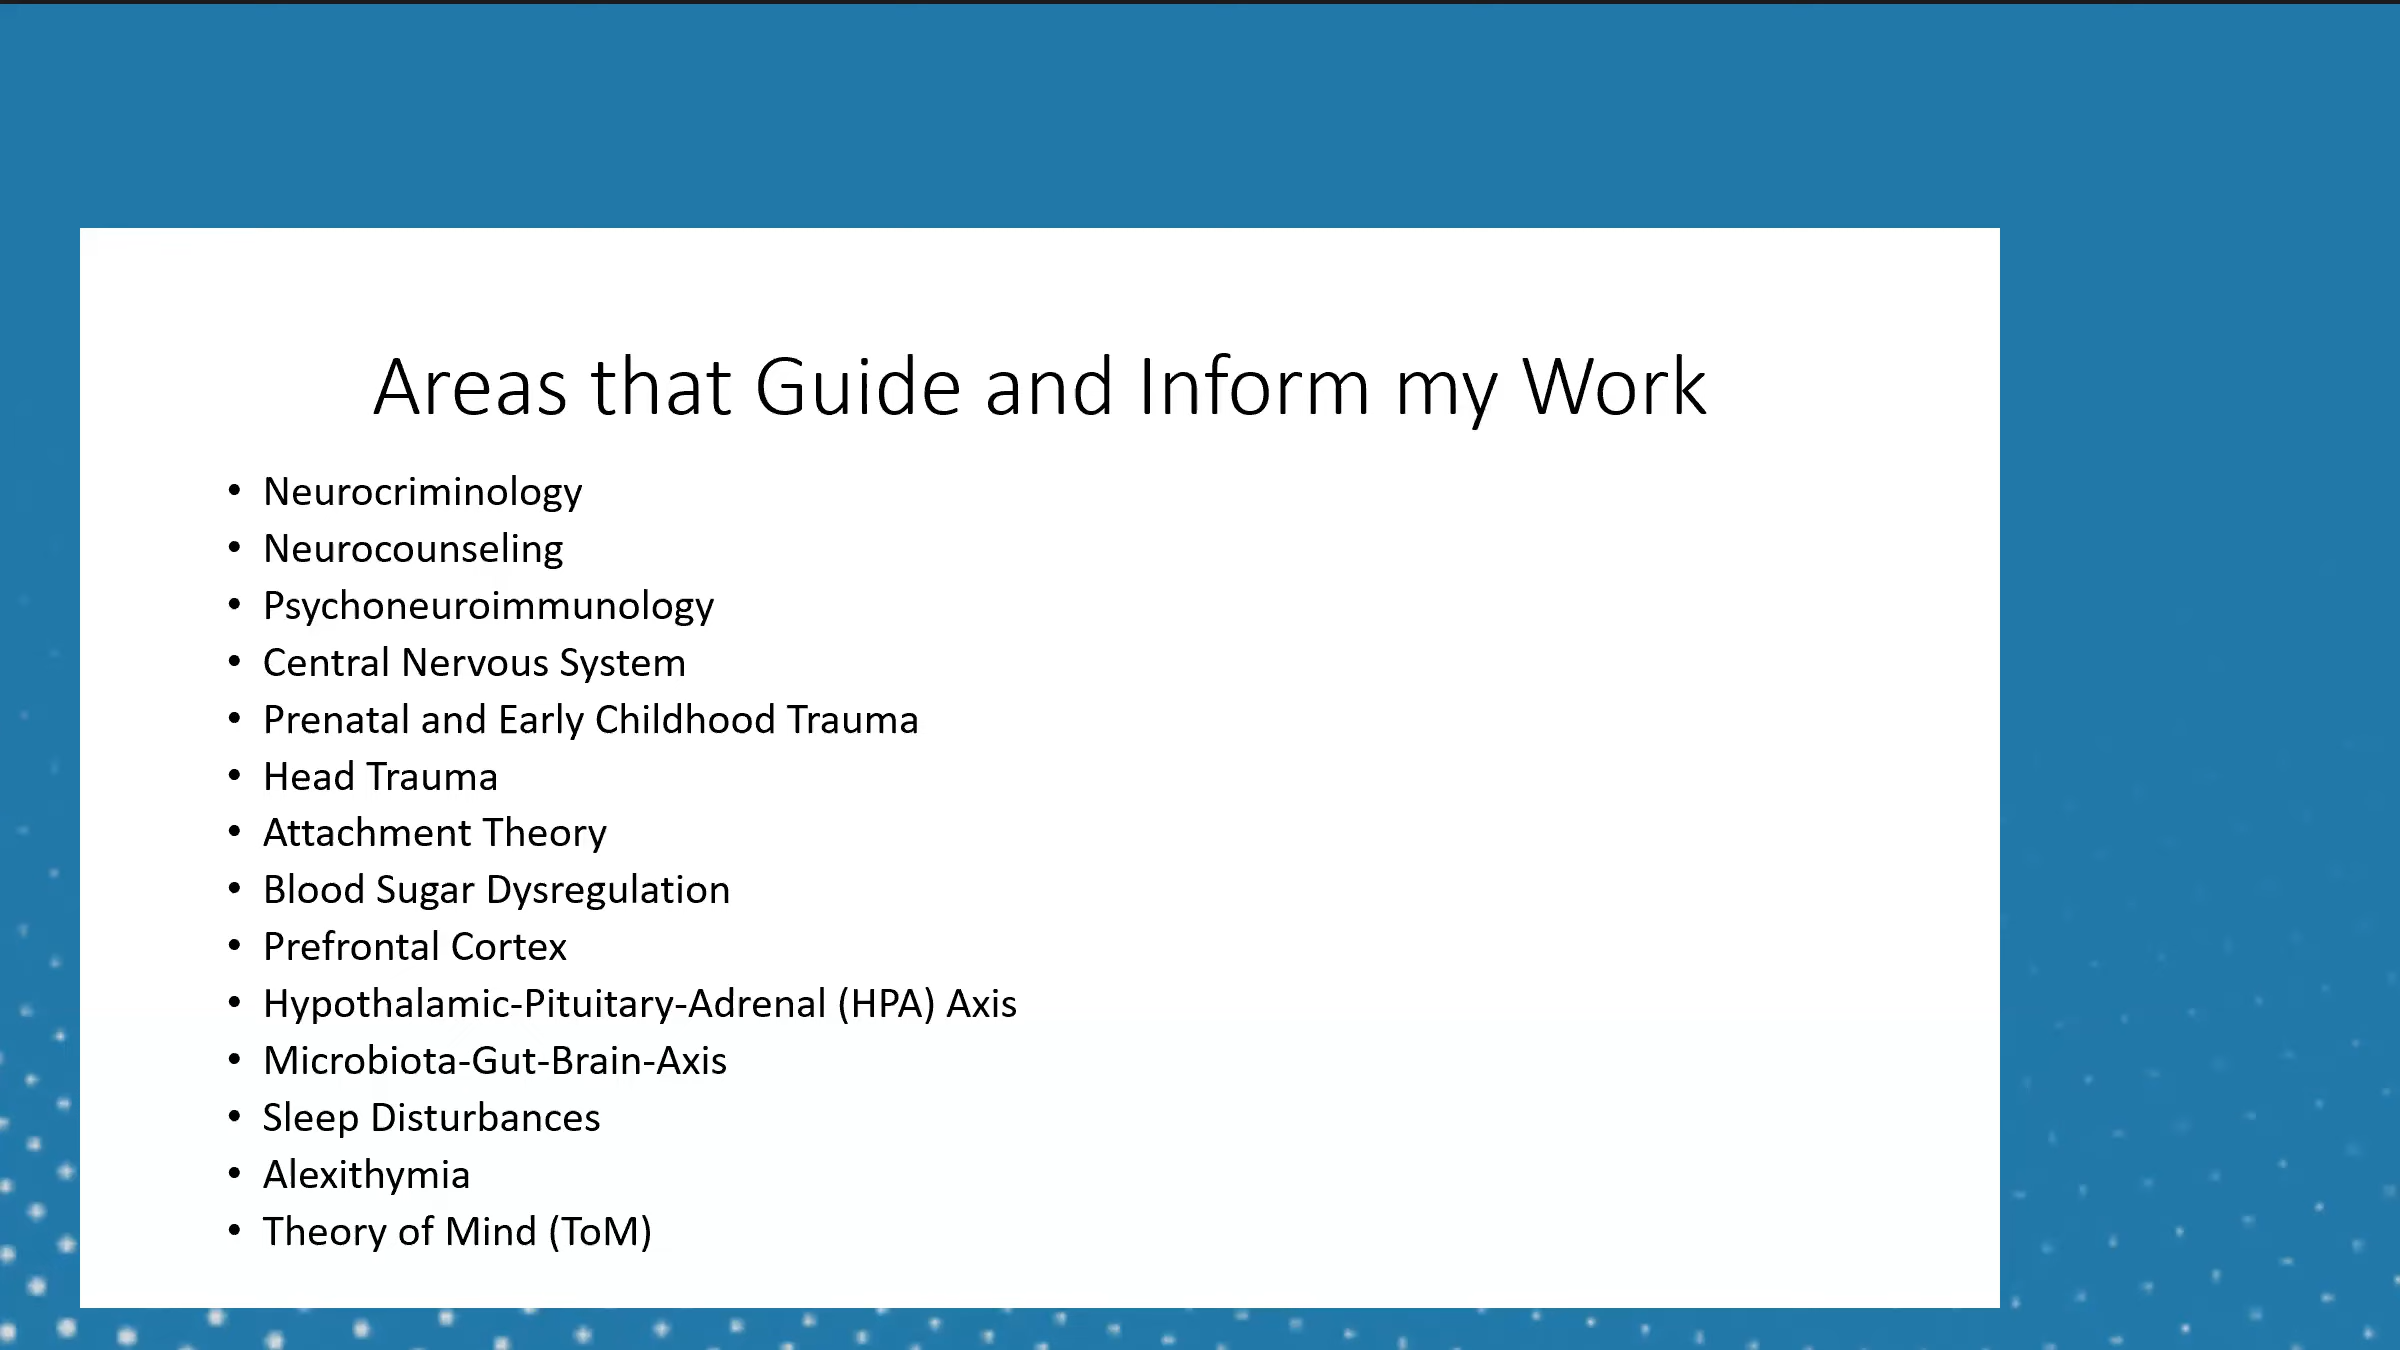 Areas that Guide and Inform my Work
• Neurocriminology
• Neurocounseling
• Psychoneuroimmunology
• Central Nervous System
• Prenatal and Early Childhood Trauma
• Head Trauma
• Attachment Theory
• Blood Sugar Dysregulation
• Prefrontal Cortex
• Hypothalamic-Pituitary-Adrenal (HPA) Axis
• Microbiota-Gut-Brain-Axis
• Sleep Disturbances
• Alexithymia
• Theory of Mind (ToM)